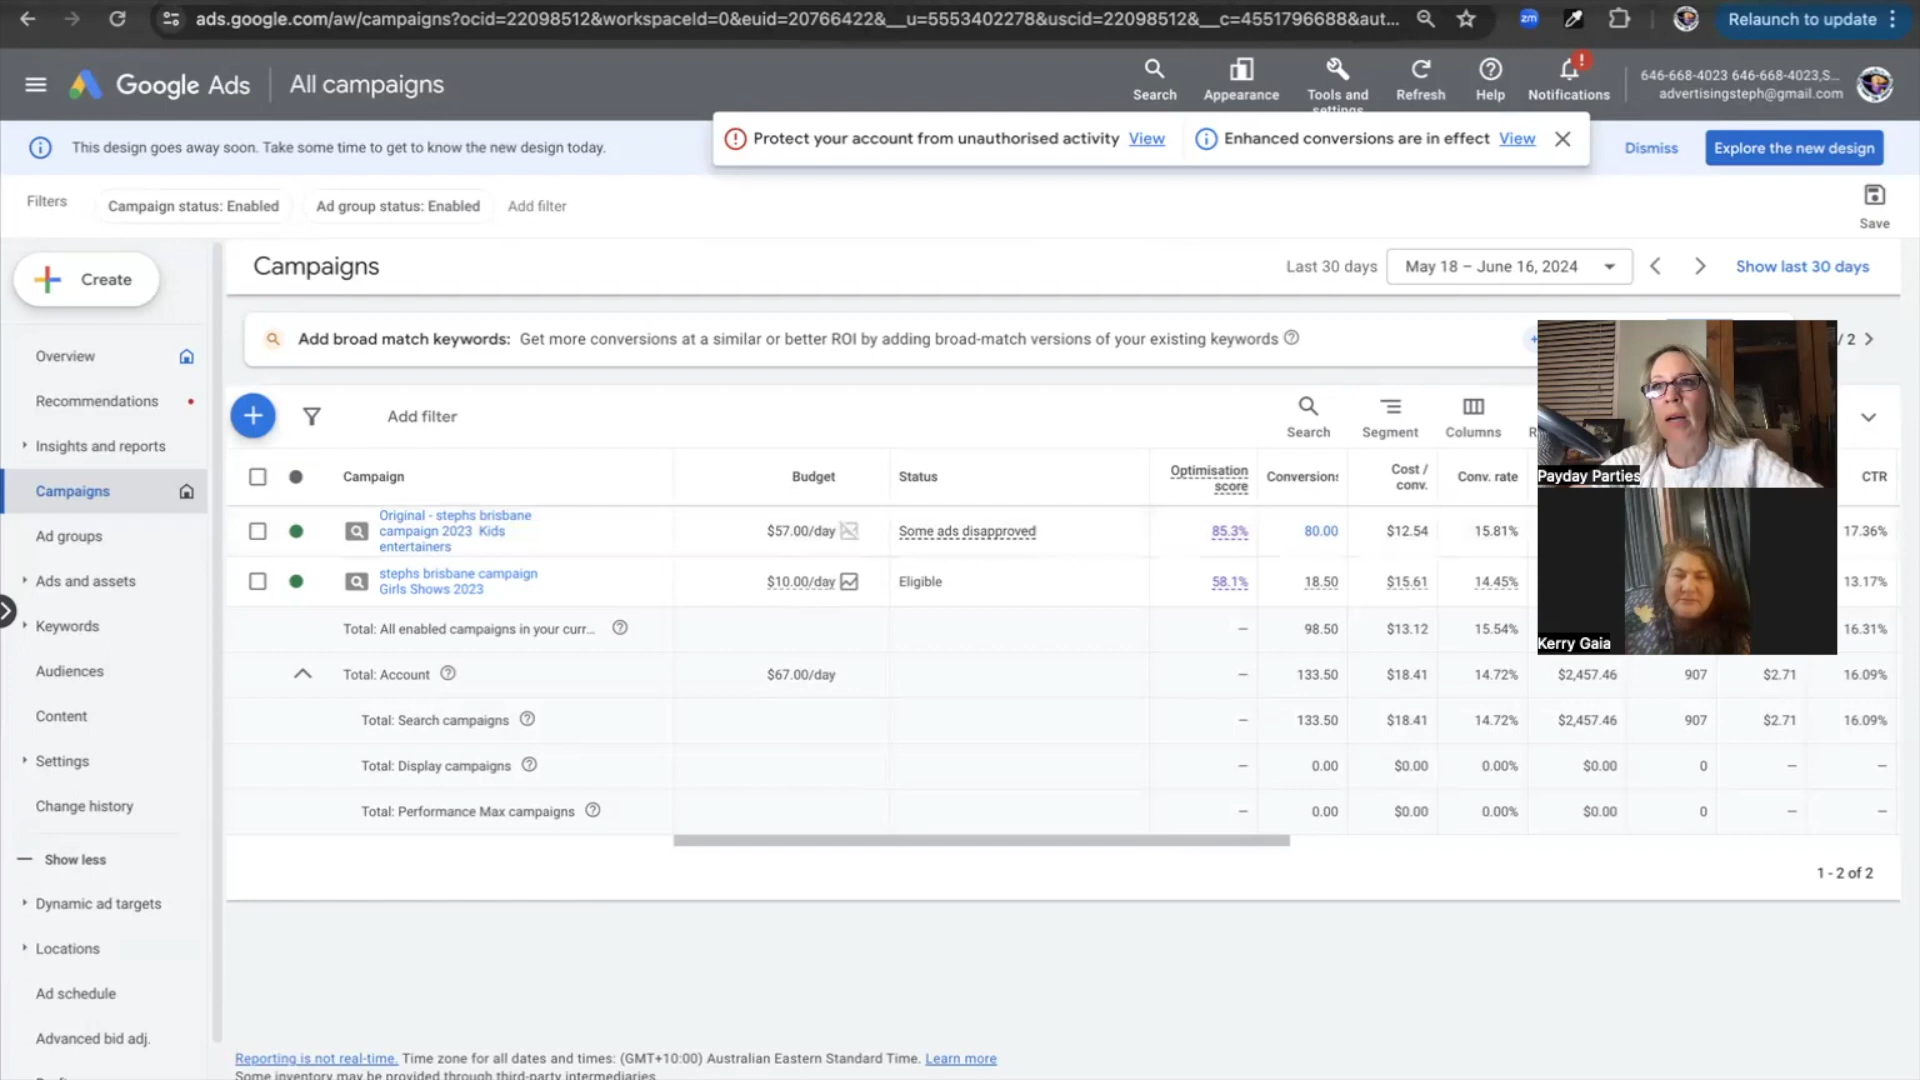 ads.google.com/aw/campaigns?ocid=22098512&workspaceId=0&euid=20766422&__u=5553402278&uscid=22098512&__c=4551796688&aut...
zm
Relaunch to update
Google Ads
All campaigns
Search
Appearance
Tools and settings
Refresh
Help
Notifications
646-668-4023 646-668-4023,S...
advertisingsteph@gmail.com
This design goes away soon. Take some time to get to know the new design today.
Protect your account from unauthorised activity View
Enhanced conversions are in effect View
Dismiss
Explore the new design
Filters
Campaign status: Enabled
Ad group status: Enabled
Add filter
Save
Create
Campaigns
Last 30 days
May 18 – June 16, 2024
Show last 30 days
Add broad match keywords: Get more conversions at a similar or better ROI by adding broad-match versions of your existing keywords
/ 2
Overview
Recommendations
Insights and reports
Campaigns
Ad groups
Ads and assets
Keywords
Audiences
Content
Settings
Change history
Show less
Dynamic ad targets
Locations
Ad schedule
Advanced bid adj.
Add filter
Search
Segment
Columns
Payday Parties
Kerry Gaia
Campaign Budget Status Optimisation score Conversions Cost / conv. Conv. rate CTR
Original - stephs brisbane
campaign 2023 Kids
entertainers
$57.00/day Some ads disapproved 85.3% 80.00 $12.54 15.81% 17.36%
stephs brisbane campaign
Girls Shows 2023
$10.00/day Eligible 58.1% 18.50 $15.61 14.45% 13.17%
Total: All enabled campaigns in your curr... – 98.50 $13.12 15.54% 16.31%
Total: Account $67.00/day – 133.50 $18.41 14.72% $2,457.46 907 $2.71 16.09%
Total: Search campaigns – 133.50 $18.41 14.72% $2,457.46 907 $2.71 16.09%
Total: Display campaigns – 0.00 $0.00 0.00% $0.00 0 – –
Total: Performance Max campaigns – 0.00 $0.00 0.00% $0.00 0 – –
1 - 2 of 2
Reporting is not real-time. Time zone for all dates and times: (GMT+10:00) Australian Eastern Standard Time. Learn more
Some inventory may be provided through third-party intermediaries.